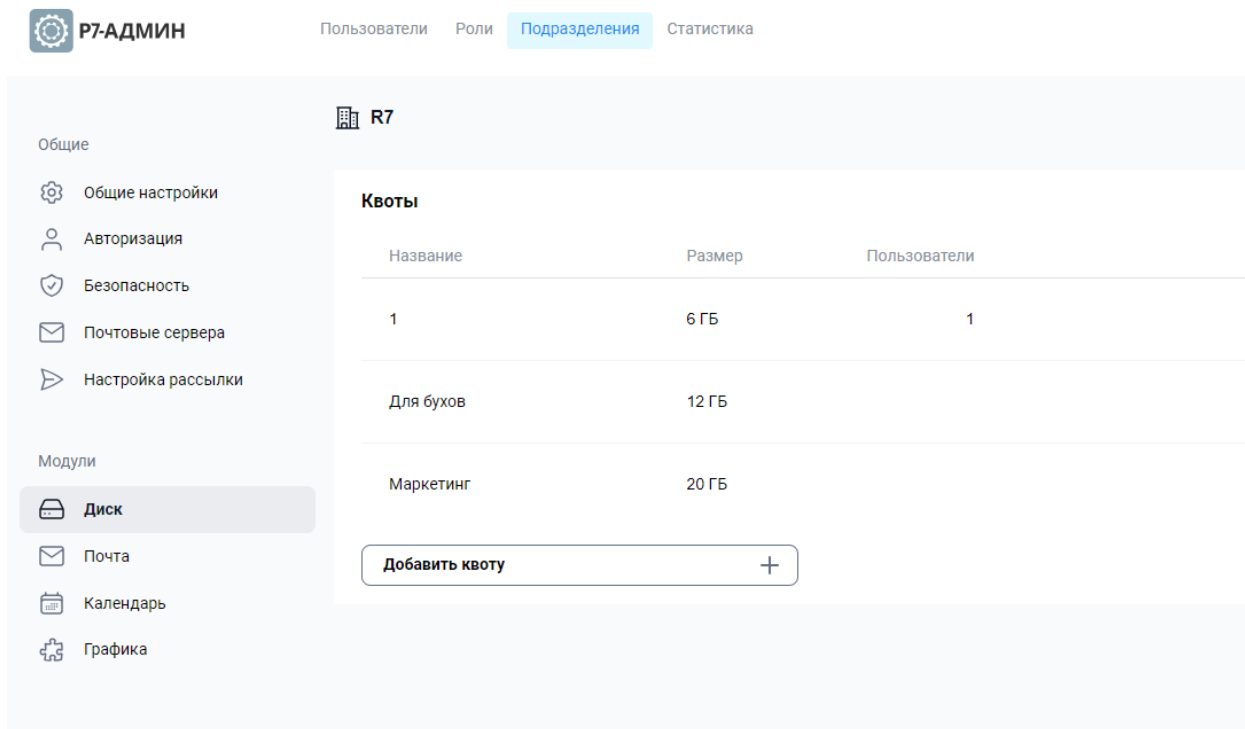 Р7-АДМИН
Пользователи Роли Подразделения Статистика
R7
Общие
Общие настройки
Авторизация
Безопасность
Почтовые сервера
Настройка рассылки
Модули
Диск
Почта
Календарь
Графика
Квоты
Название Размер Пользователи
1 6 ГБ 1
Для бухов 12 ГБ
Маркетинг 20 ГБ
Добавить квоту +